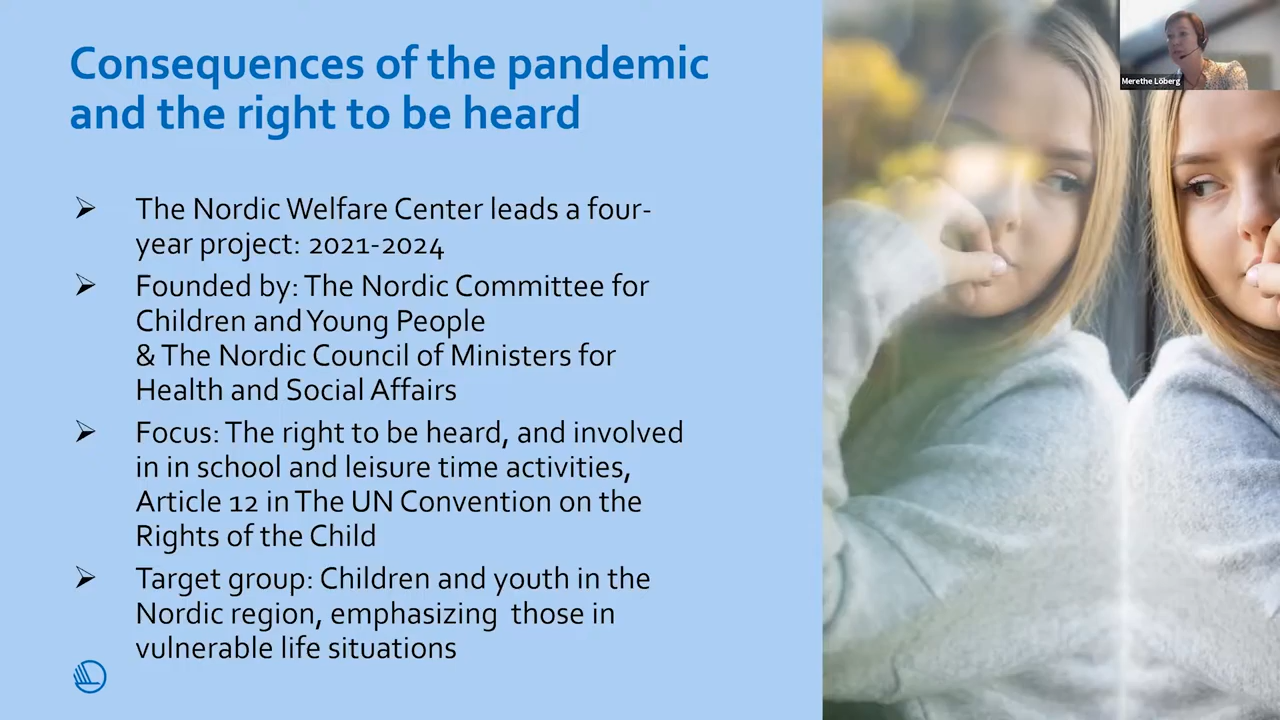 Consequences of the pandemic
and the right to be heard
Merethe Löberg
The Nordic Welfare Center leads a four-
year project: 2021-2024
Founded by: The Nordic Committee for
Children and Young People
& The Nordic Council of Ministers for
Health and Social Affairs
Focus: The right to be heard, and involved
in in school and leisure time activities,
Article 12 in The UN Convention on the
Rights of the Child
Target group: Children and youth in the
Nordic region, emphasizing  those in
vulnerable life situations